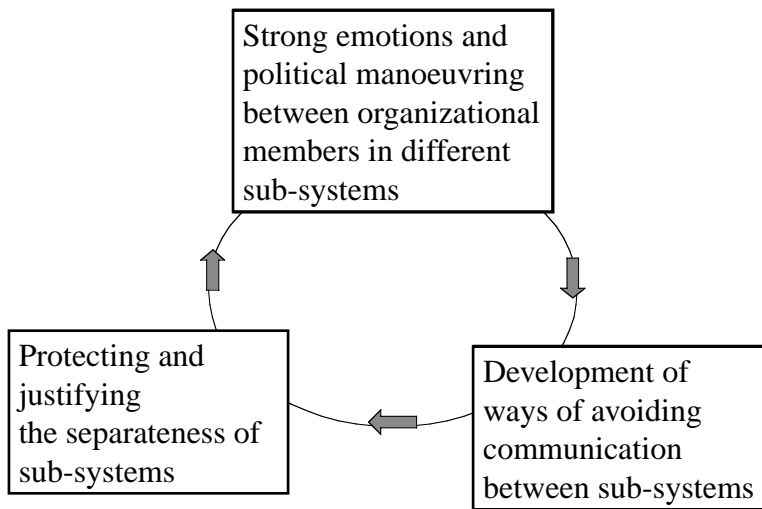 Strong emotions and
political manoeuvring
between organizational
members in different
sub-systems
Protecting and
justifying
the separateness of
sub-systems
Development of
ways of avoiding
communication
between sub-systems